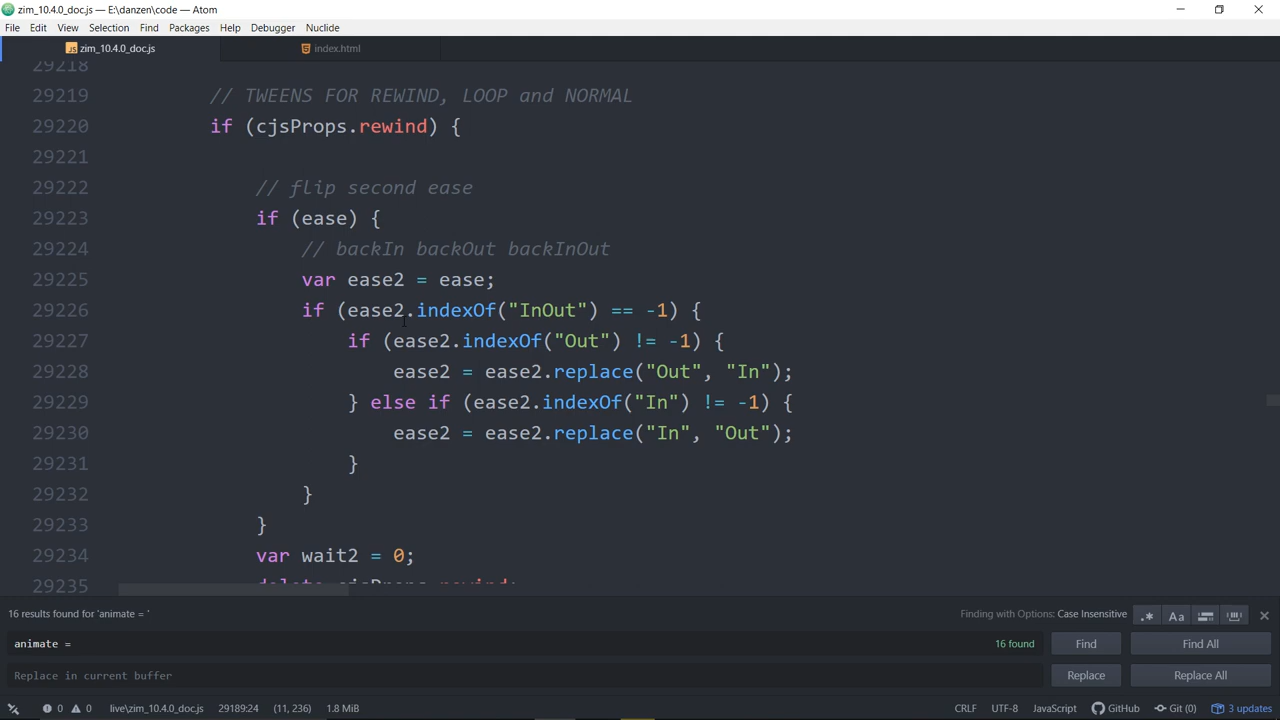 zim_10.4.0_doc.js — E:\danzen\code — Atom
File Edit View Selection Find Packages Help Debugger Nuclide
zim_10.4.0_doc.js index.html
29218
29219 // TWEENS FOR REWIND, LOOP and NORMAL
29220 if (cjsProps.rewind) {
29221
29222 // flip second ease
29223 if (ease) {
29224 // backIn backOut backInOut
29225 var ease2 = ease;
29226 if (ease2.indexOf("InOut") == -1) {
29227 if (ease2.indexOf("Out") != -1) {
29228 ease2 = ease2.replace("Out", "In");
29229 } else if (ease2.indexOf("In") != -1) {
29230 ease2 = ease2.replace("In", "Out");
29231 }
29232 }
29233 }
29234 var wait2 = 0;
29235 delete cjsProps.rewind;
16 results found for 'animate = ' Finding with Options: Case Insensitive .* Aa
animate = 16 found Find Find All
Replace in current buffer Replace Replace All
0 0 live\zim_10.4.0_doc.js 29189:24 (11, 236) 1.8 MiB CRLF UTF-8 JavaScript GitHub Git (0) 3 updates